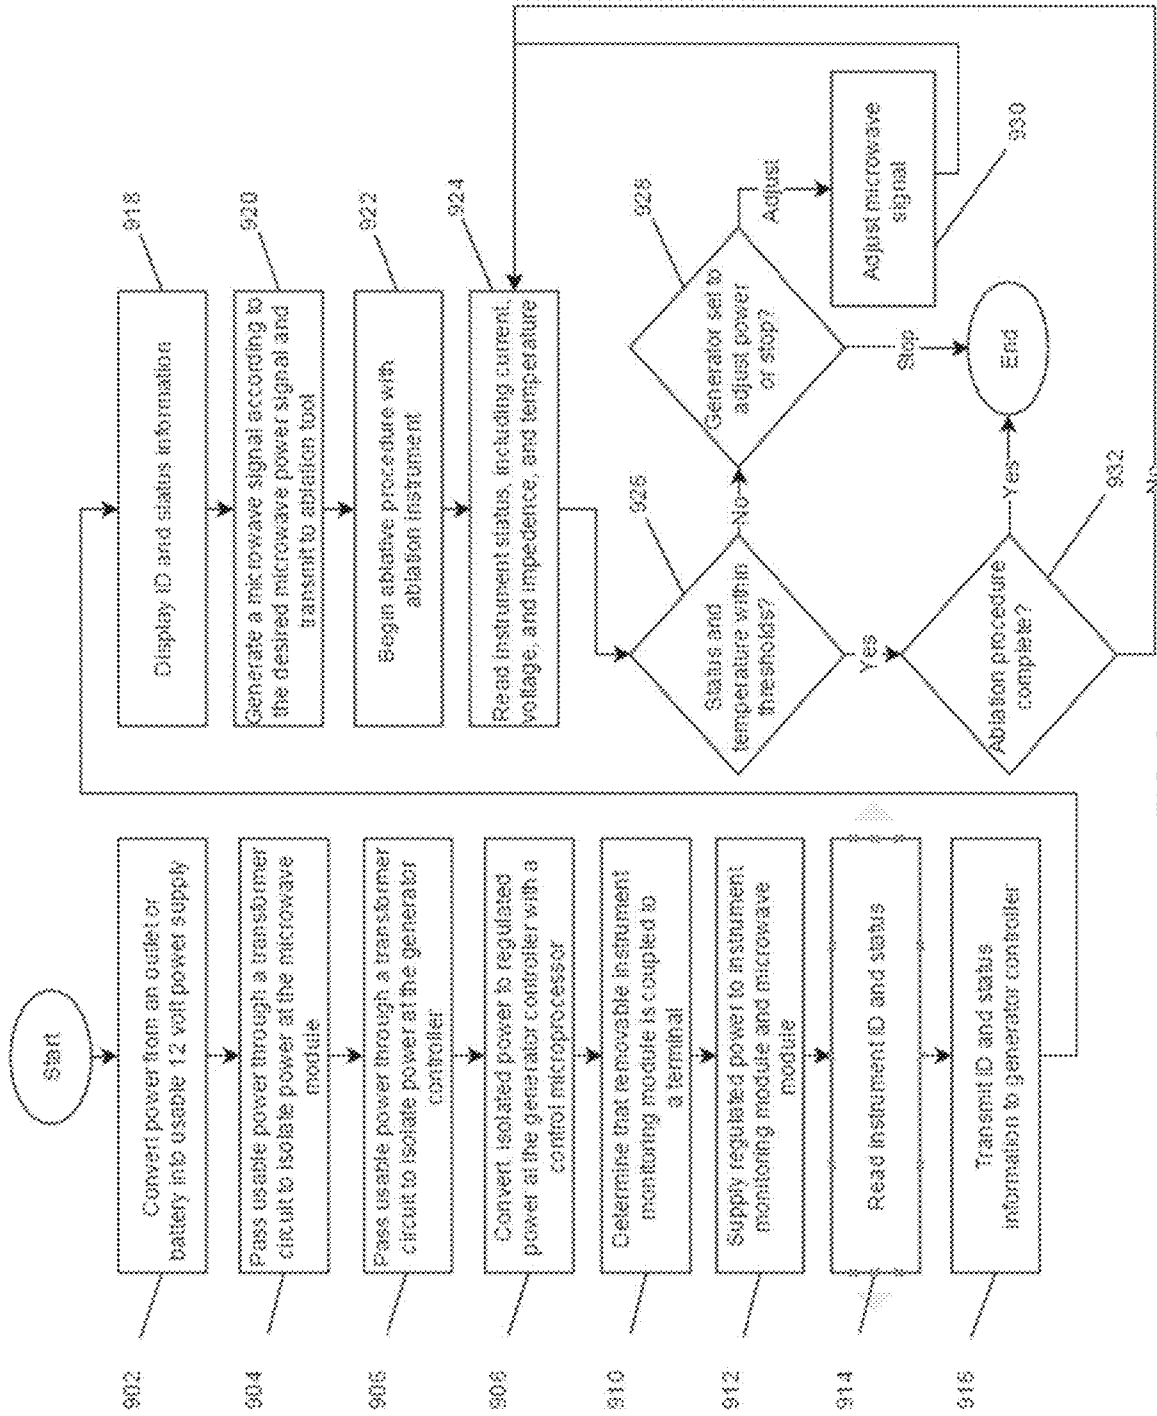 Start
902
Convert power from an outlet or
battery into usable 12 volt power supply
904
Pass usable power through a transformer
circuit to isolate power at the microwave
module
906
Pass usable power through a transformer
circuit to isolate power at the generator
controller
908
Convert isolated power to regulated
power at the generator controller with a
control microprocessor
910
Determine that removable instrument
monitoring module is coupled to
a terminal
912
Supply regulated power to instrument
monitoring module and microwave
module
914
Read instrument ID and status
916
Transmit ID and status
information to generator controller
918
Display ID and status information
920
Generate a microwave signal according to
the desired microwave power signal and
transmit to ablation tool
922
Begin ablative procedure with
ablation instrument
924
Read instrument status, including current,
voltage, and impedence, and temperature
926
Status and
temperature within
thresholds?
No
Yes
928
Generator set to
adjust power
or stop?
Adjust
Stop
Adjust microwave
signal
930
Ablation procedure
complete?
932
Yes
No
End